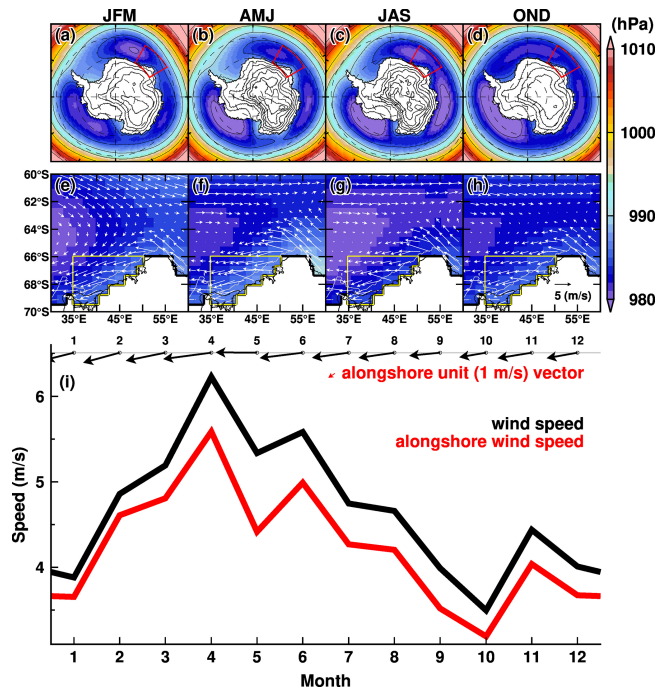 JFM AMJ JAS OND (hPa)
(a) (b) (c) (d) 1010
1000
990
980
60°S (e) (f) (g) (h)
62°S
64°S
66°S
68°S
70°S
5 (m/s)
35°E 45°E 55°E 35°E 45°E 55°E 35°E 45°E 55°E 35°E 45°E 55°E
1 2 3 4 5 6 7 8 9 10 11 12
(i) alongshore unit (1 m/s) vector
wind speed
alongshore wind speed
6
5
4
Speed (m/s)
1 2 3 4 5 6 7 8 9 10 11 12
Month